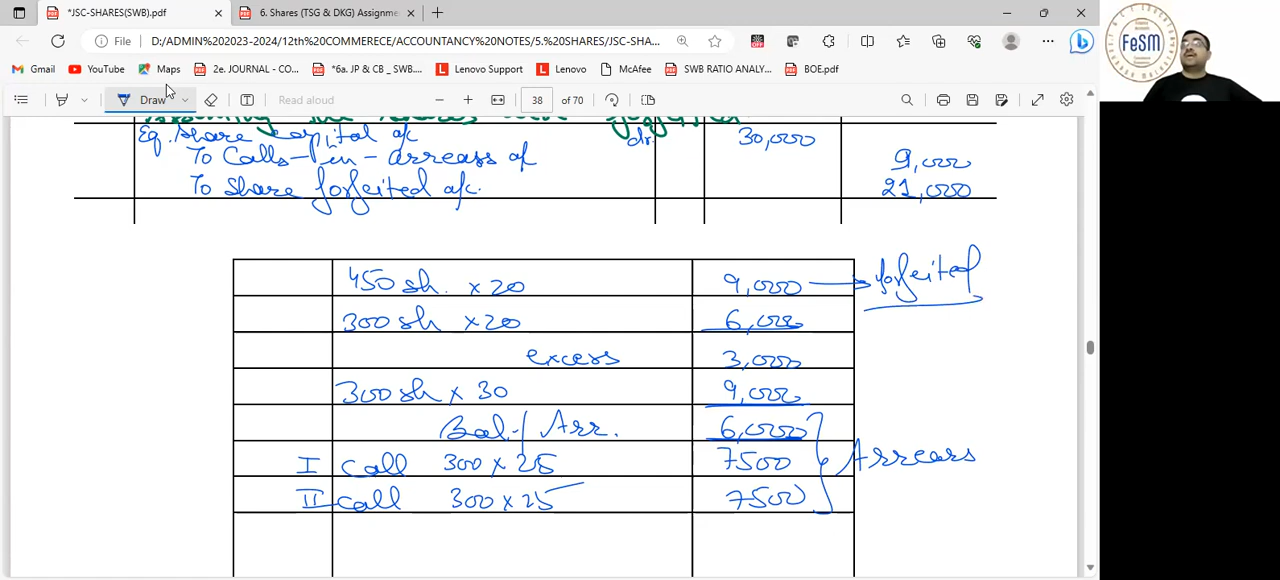 *JSC-SHARES(SWB).pdf
6. Shares (TSG & DKG) Assignme
File
D:/ADMIN%202023-2024/12th%20COMMERECE/ACCOUNTANCY%20NOTES/5.%20SHARES/JSC-SHA...
Gmail YouTube Maps 2e. JOURNAL - CO... *6a. JP & CB _SWB.... Lenovo Support Lenovo McAfee SWB RATIO ANALY... BOE.pdf
Draw Read aloud 38 of 70
FeSM
Eq. Share capital a/c dr. 30,000
To Calls-in-arrears a/c 9,000
To share forfeited a/c. 21,000
450 sh. x 20 9,000 → forfeited
300 sh x 20 6,000
excess 3,000
300 sh x 30 9,000
Bal./Arr. 6,000
I call 300 x 25 7500 Arrears
II call 300 x 25 7500